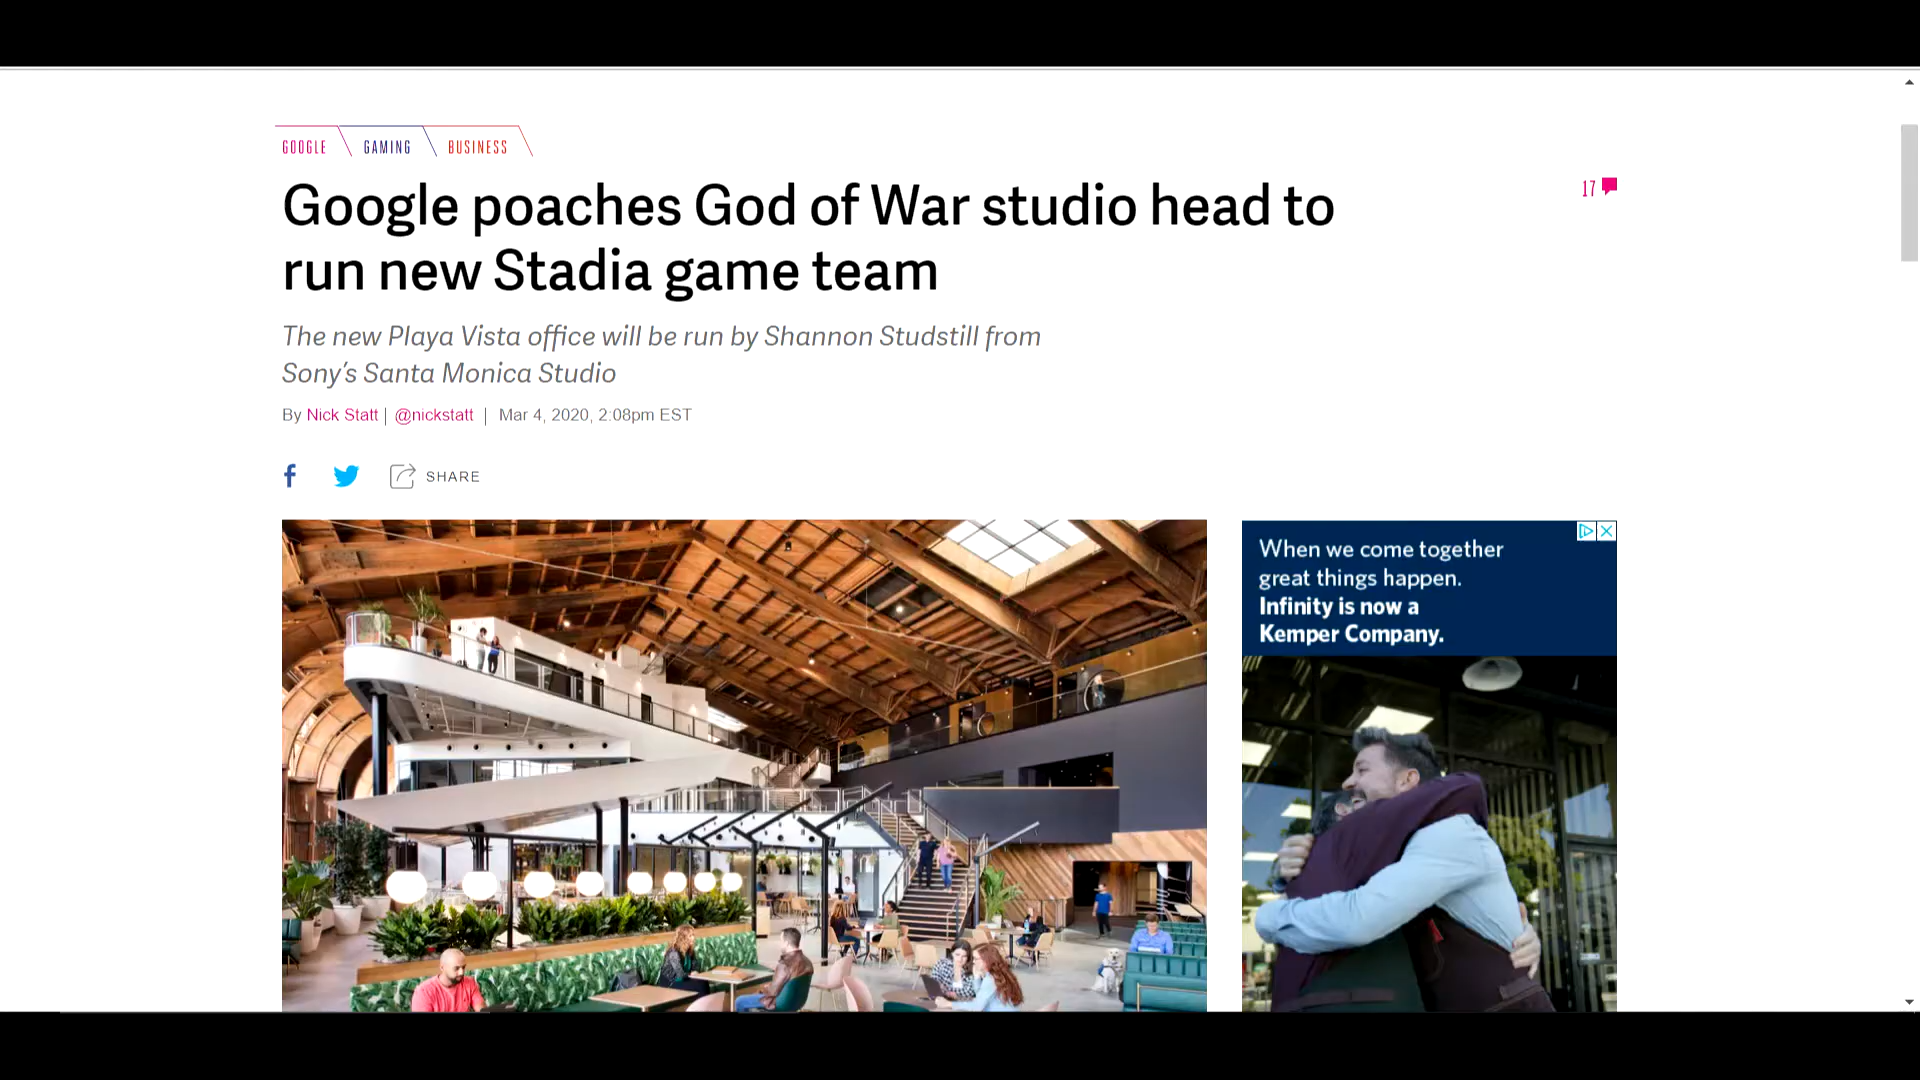 GOOGLE GAMING BUSINESS
Google poaches God of War studio head to
run new Stadia game team
17
The new Playa Vista office will be run by Shannon Studstill from
Sony's Santa Monica Studio
By Nick Statt | @nickstatt | Mar 4, 2020, 2:08pm EST
f SHARE
When we come together
great things happen.
Infinity is now a
Kemper Company.